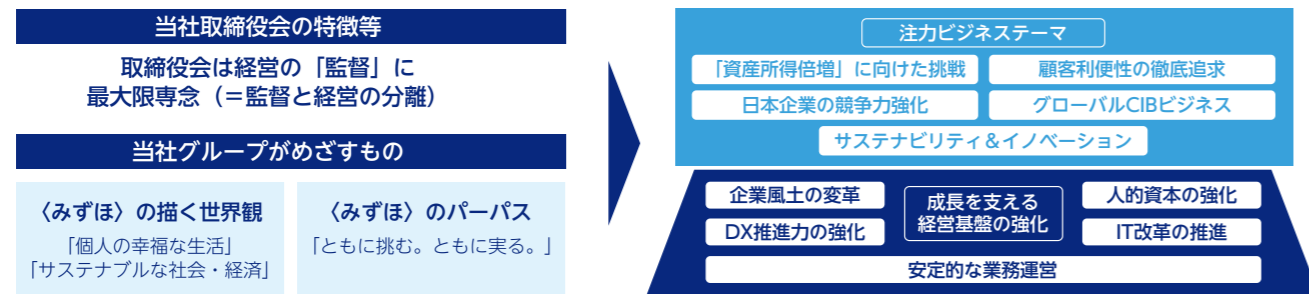 当社取締役会の特徴等
取締役会は経営の「監督」に
最大限専念（＝監督と経営の分離）
当社グループがめざすもの
〈みずほ〉の描く世界観
「個人の幸福な生活」
「サステナブルな社会・経済」
〈みずほ〉のパーパス
「ともに挑む。ともに実る。」
注力ビジネステーマ
「資産所得倍増」に向けた挑戦
顧客利便性の徹底追求
日本企業の競争力強化
グローバルCIBビジネス
サステナビリティ＆イノベーション
企業風土の変革
DX推進力の強化
成長を支える
経営基盤の強化
人的資本の強化
IT改革の推進
安定的な業務運営